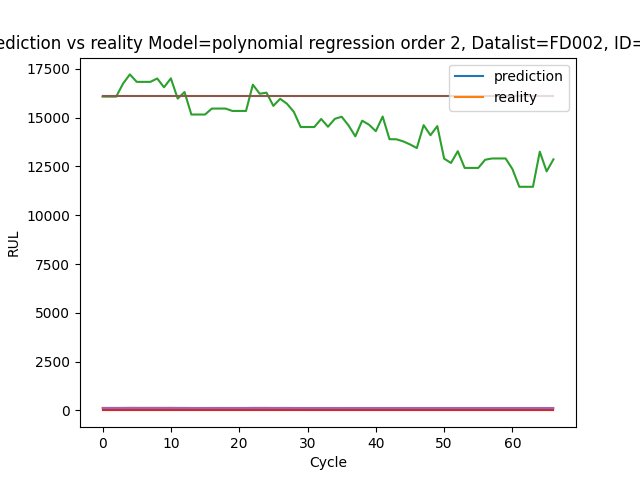 ediction vs reality Model=polynomial regression order 2, Datalist=FD002, ID=
17500
15000
12500
10000
7500
5000
2500
0
RUL
prediction
reality
0 10 20 30 40 50 60
Cycle